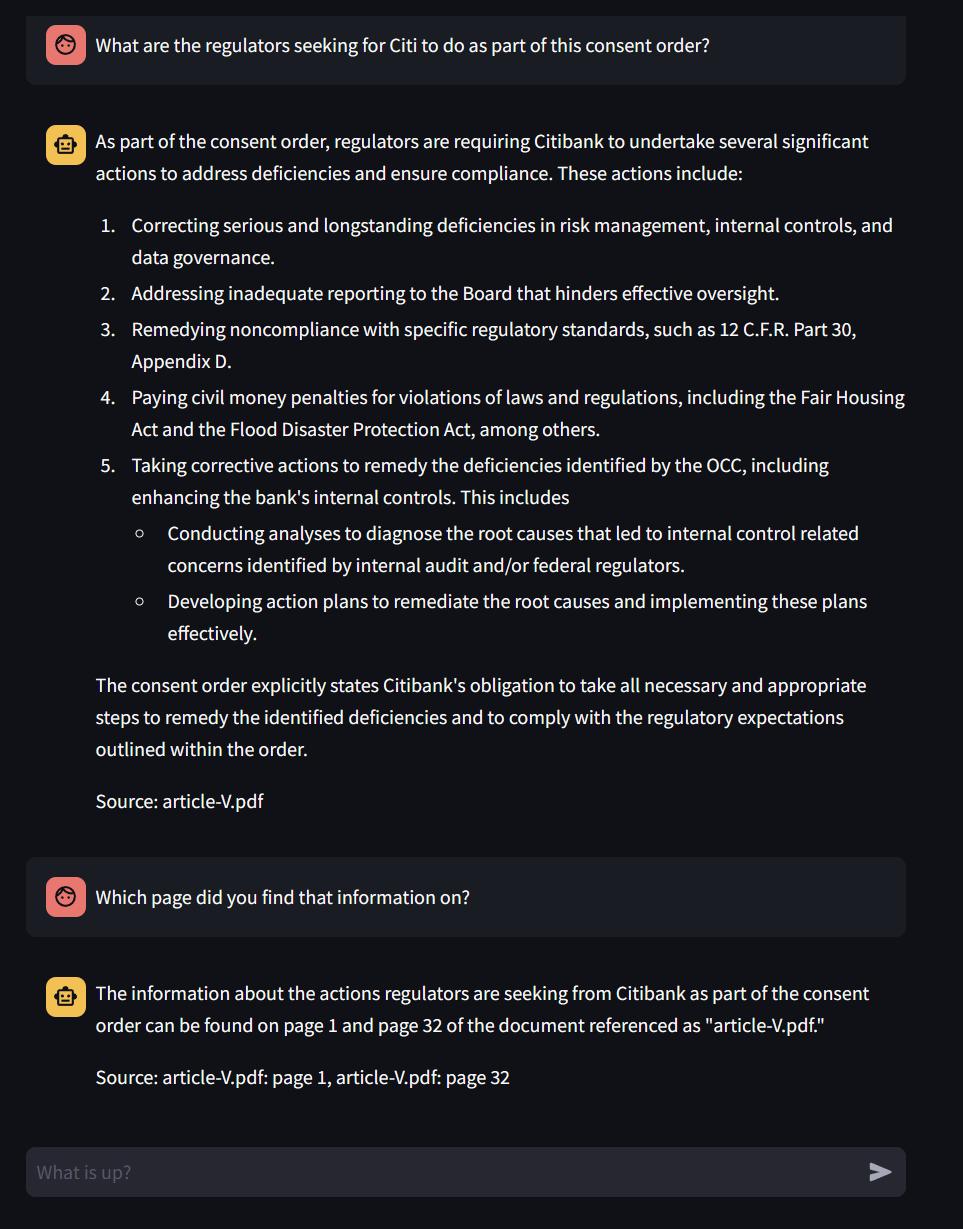 What are the regulators seeking for Citi to do as part of this consent order?
As part of the consent order, regulators are requiring Citibank to undertake several significant
actions to address deficiencies and ensure compliance. These actions include:
1. Correcting serious and longstanding deficiencies in risk management, internal controls, and
data governance.
2. Addressing inadequate reporting to the Board that hinders effective oversight.
3. Remedying noncompliance with specific regulatory standards, such as 12 C.F.R. Part 30,
Appendix D.
4. Paying civil money penalties for violations of laws and regulations, including the Fair Housing
Act and the Flood Disaster Protection Act, among others.
5. Taking corrective actions to remedy the deficiencies identified by the OCC, including
enhancing the bank's internal controls. This includes
○ Conducting analyses to diagnose the root causes that led to internal control related
concerns identified by internal audit and/or federal regulators.
○ Developing action plans to remediate the root causes and implementing these plans
effectively.
The consent order explicitly states Citibank's obligation to take all necessary and appropriate
steps to remedy the identified deficiencies and to comply with the regulatory expectations
outlined within the order.
Source: article-V.pdf
Which page did you find that information on?
The information about the actions regulators are seeking from Citibank as part of the consent
order can be found on page 1 and page 32 of the document referenced as "article-V.pdf."
Source: article-V.pdf: page 1, article-V.pdf: page 32
What is up?